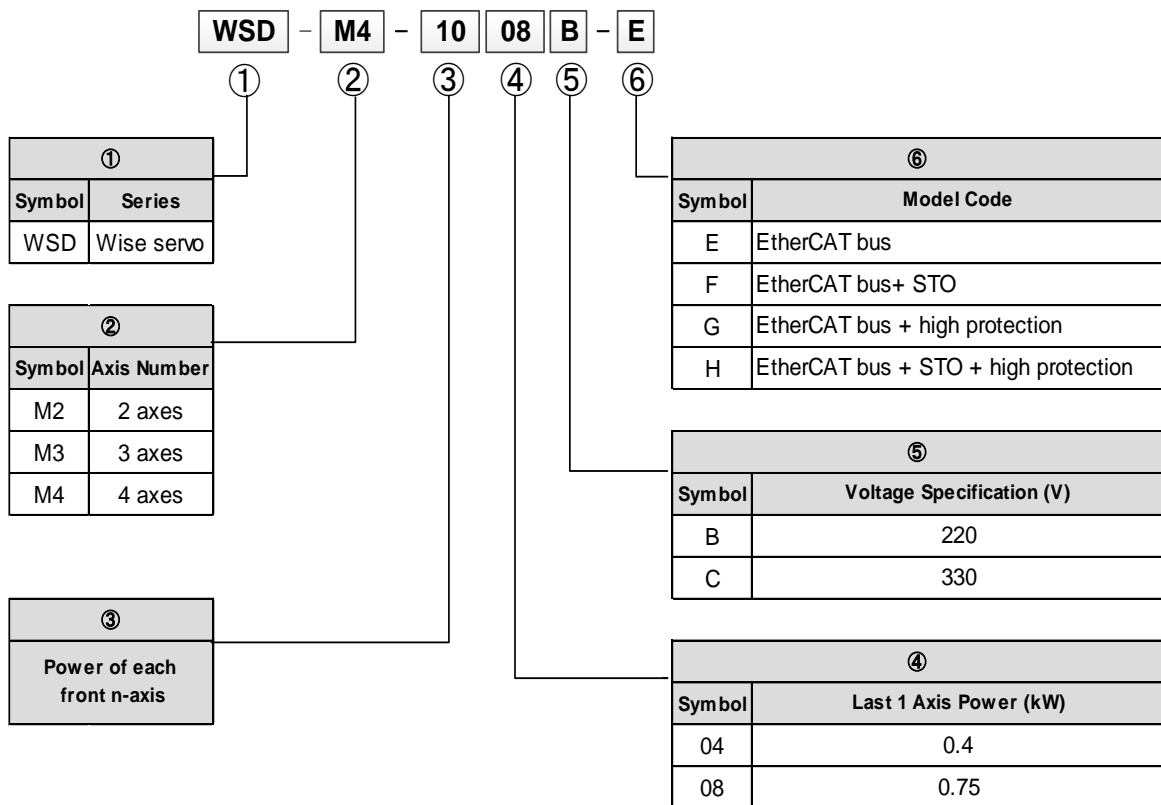 WSD – M4 – 10 08 B – E
① ② ③ ④ ⑤ ⑥
①
Symbol Series
WSD Wise servo
②
Symbol Axis Number
M2 2 axes
M3 3 axes
M4 4 axes
③
Power of each
front n-axis
⑥
Symbol Model Code
E EtherCAT bus
F EtherCAT bus+ STO
G EtherCAT bus + high protection
H EtherCAT bus + STO + high protection
⑤
Symbol Voltage Specification (V)
B 220
C 330
④
Symbol Last 1 Axis Power (kW)
04 0.4
08 0.75